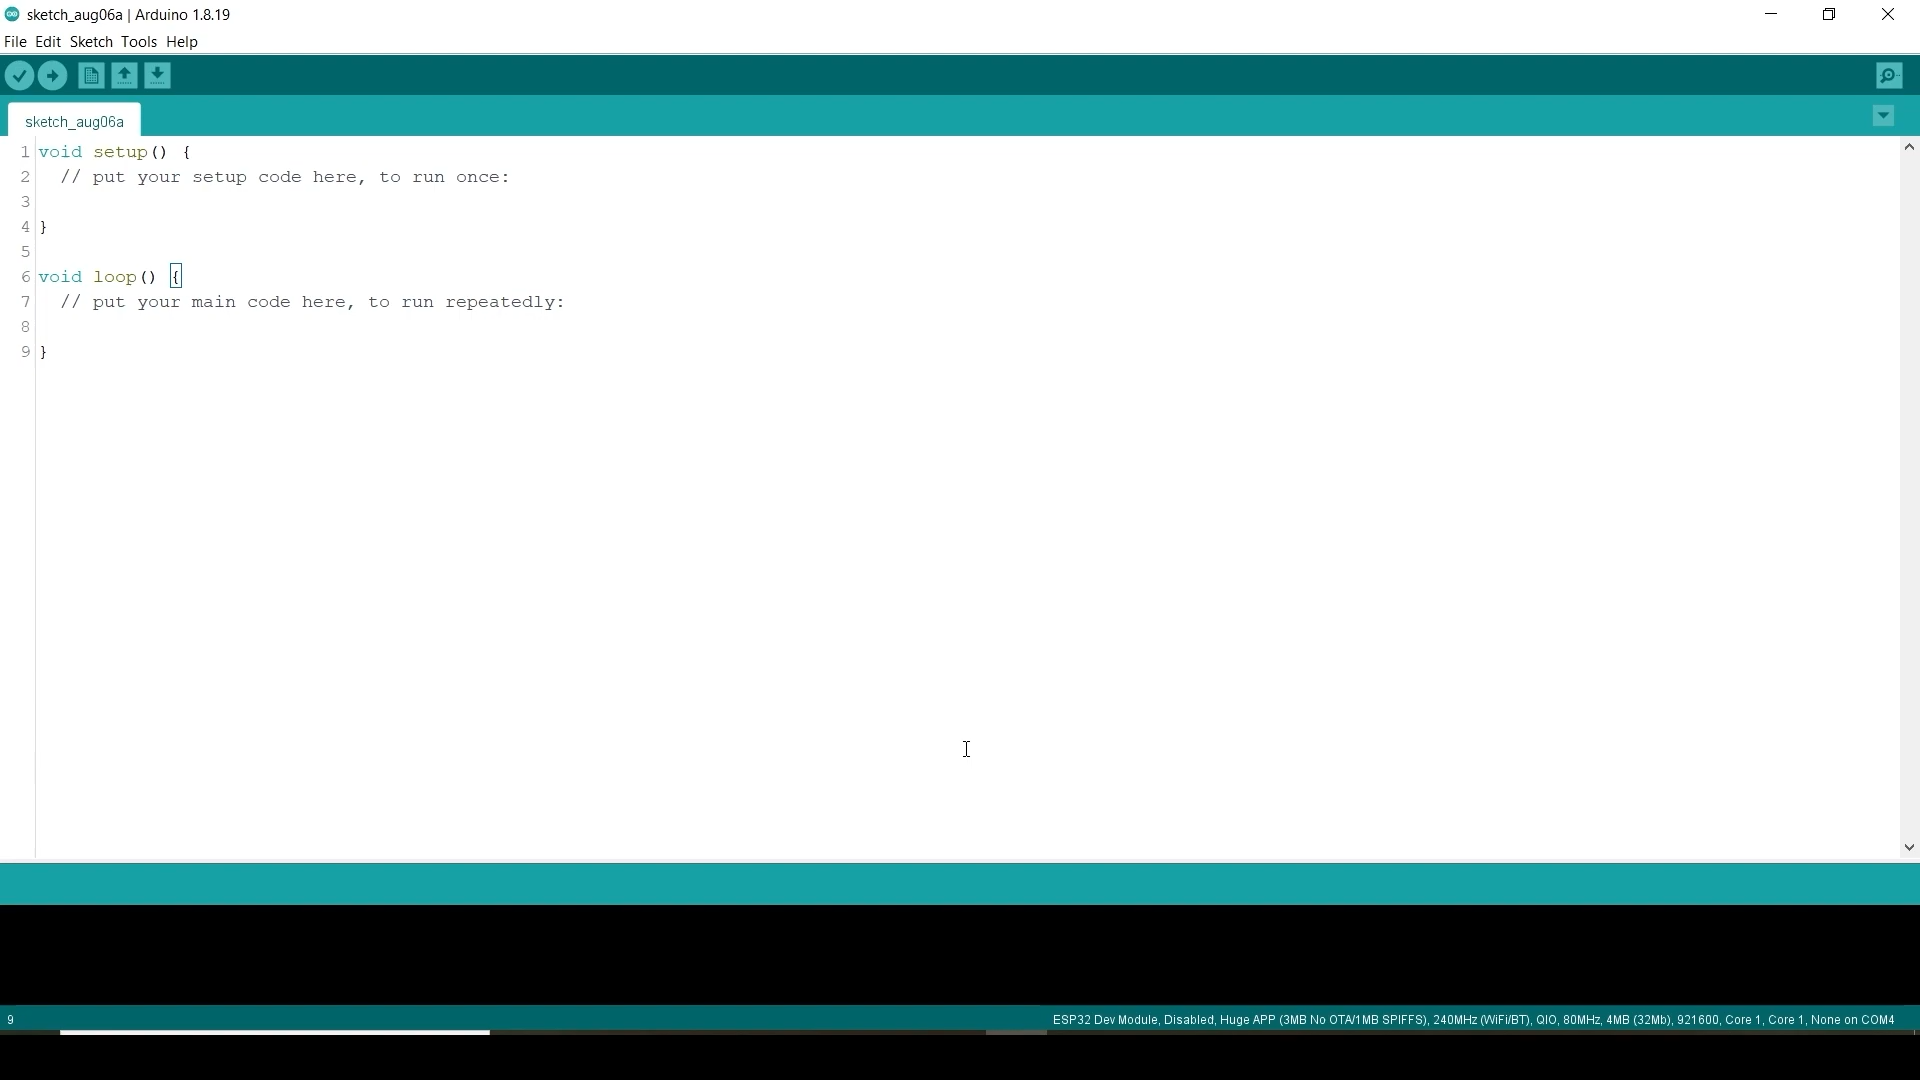 sketch_aug06a | Arduino 1.8.19
File Edit Sketch Tools Help
sketch_aug06a
1 void setup() {
2   // put your setup code here, to run once:
3
4 }
5
6 void loop() {
7   // put your main code here, to run repeatedly:
8
9 }
9 ESP32 Dev Module, Disabled, Huge APP (3MB No OTA/1MB SPIFFS), 240MHz (WiFi/BT), QIO, 80MHz, 4MB (32Mb), 921600, Core 1, Core 1, None on COM4